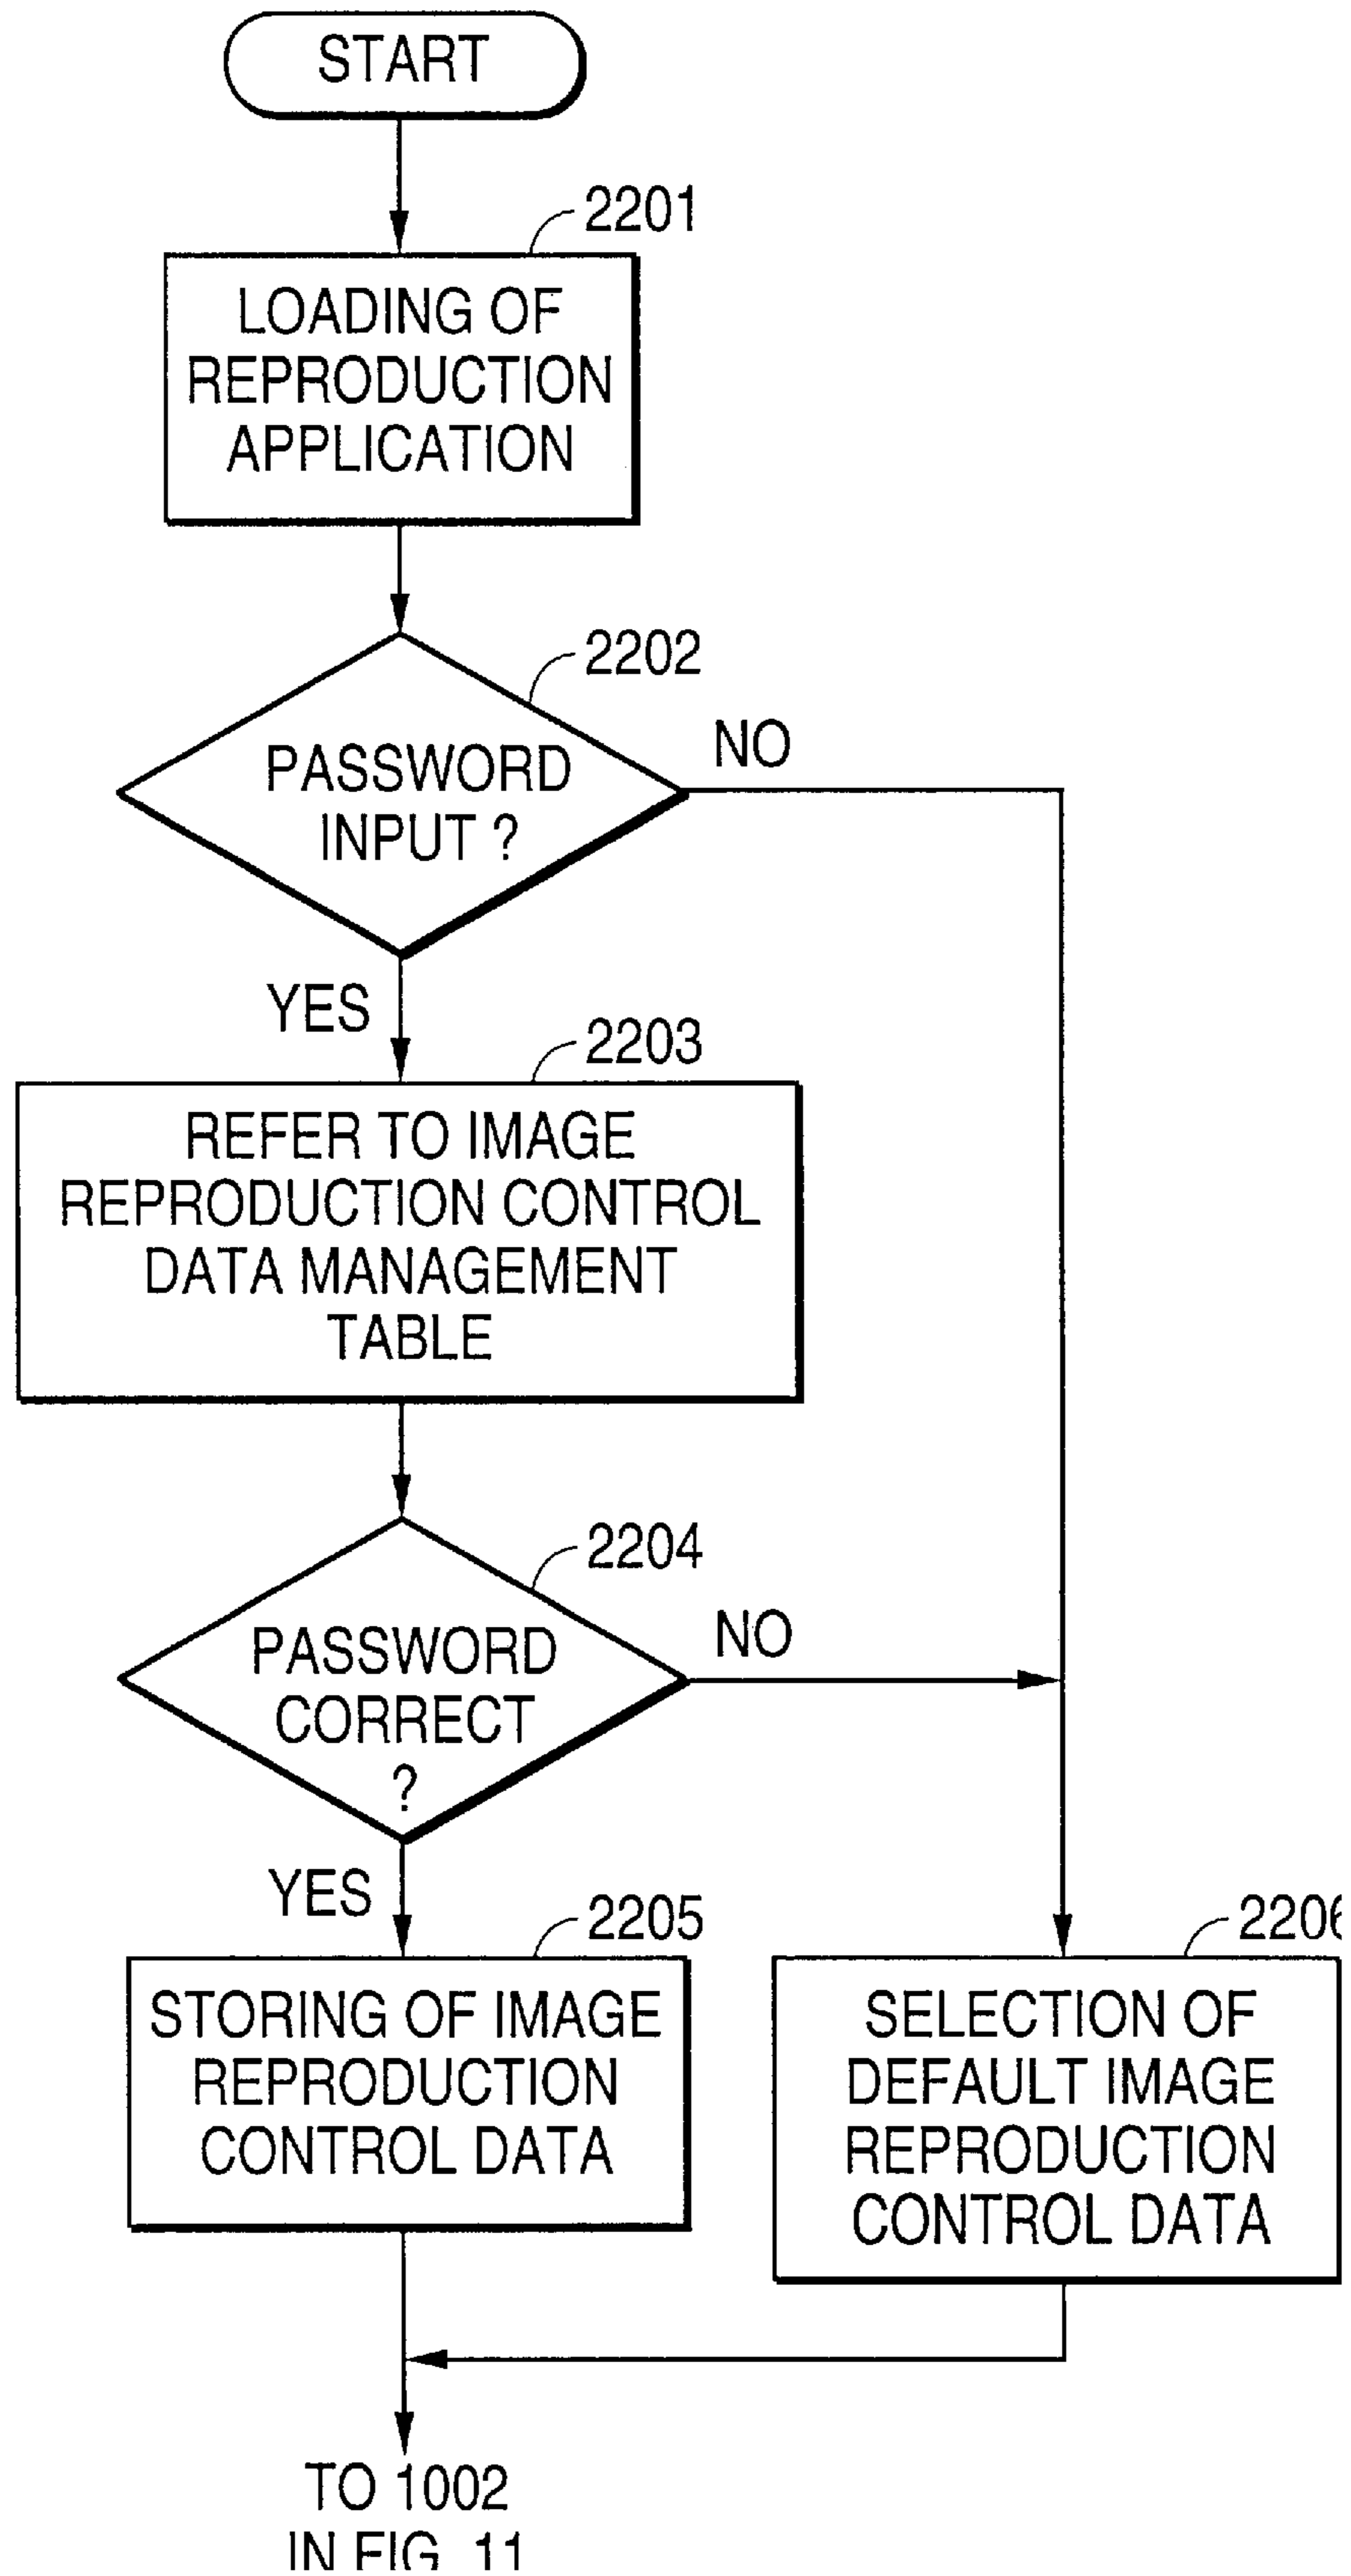 START
2201
LOADING OF
REPRODUCTION
APPLICATION
2202
PASSWORD
INPUT ?
NO
YES
2203
REFER TO IMAGE
REPRODUCTION CONTROL
DATA MANAGEMENT
TABLE
2204
PASSWORD
CORRECT
?
NO
YES
2205
STORING OF IMAGE
REPRODUCTION
CONTROL DATA
2206
SELECTION OF
DEFAULT IMAGE
REPRODUCTION
CONTROL DATA
TO 1002
IN FIG. 11